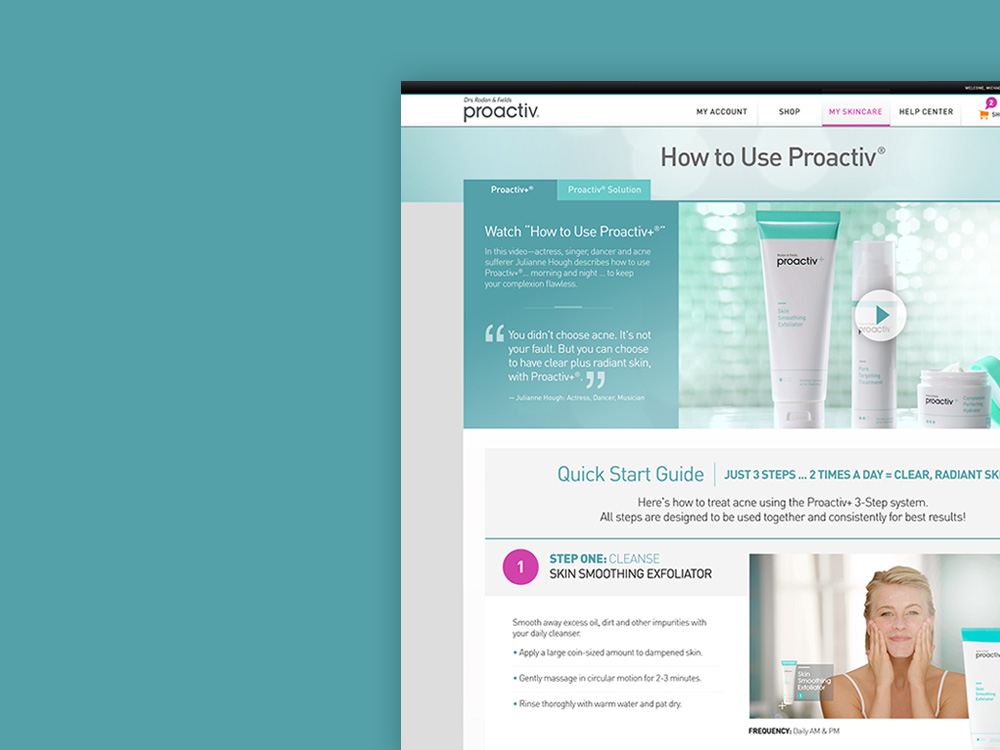 WELCOME, MICHA
Drs. Rodan & Fields
proactiv.
MY ACCOUNT SHOP MY SKINCARE HELP CENTER 2 SH
How to Use Proactiv®
Proactiv+® Proactiv® Solution
Watch "How to Use Proactiv+®"
In this video—actress, singer, dancer and acne
sufferer Julianne Hough describes how to use
Proactiv+®... morning and night ... to keep
your complexion flawless.
“You didn't choose acne. It's not
your fault. But you can choose
to have clear plus radiant skin,
with Proactiv+®.”
— Julianne Hough: Actress, Dancer, Musician
proactiv+
Skin
Smoothing
Exfoliator
proactiv
Pore
Targeting
Treatment
proactiv+
Complexion
Perfecting
Hydrator
Quick Start Guide JUST 3 STEPS ... 2 TIMES A DAY = CLEAR, RADIANT SKI
Here's how to treat acne using the Proactiv+ 3-Step system.
All steps are designed to be used together and consistently for best results!
1
STEP ONE: CLEANSE
SKIN SMOOTHING EXFOLIATOR
Smooth away excess oil, dirt and other impurities with
your daily cleanser.
• Apply a large coin-sized amount to dampened skin.
• Gently massage in circular motion for 2-3 minutes.
• Rinse thoroghly with warm water and pat dry.
Skin
Smoothing
Exfoliator
1
proactiv
Skin
Smoothing
Exfoliator
FREQUENCY: Daily AM & PM